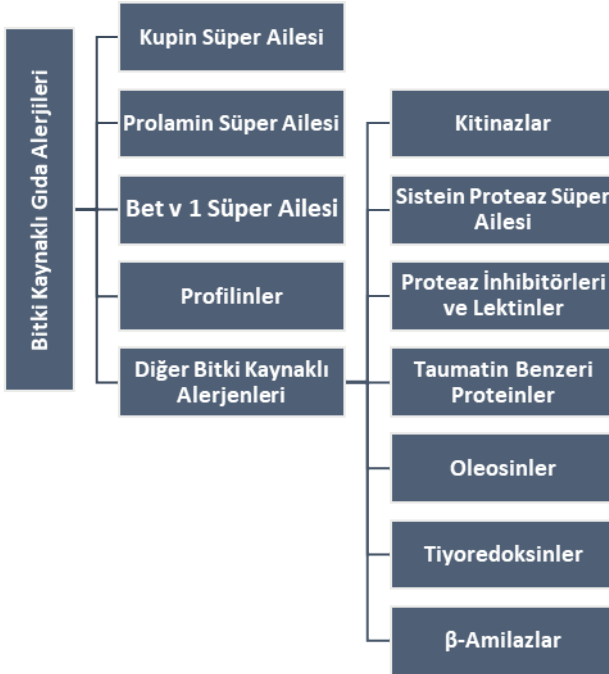 Bitki Kaynaklı Gıda Alerjileri
Kupin Süper Ailesi
Prolamin Süper Ailesi
Bet v 1 Süper Ailesi
Profilinler
Diğer Bitki Kaynaklı
Alerjenleri
Kitinazlar
Sistein Proteaz Süper
Ailesi
Proteaz İnhibitörleri
ve Lektinler
Taumatin Benzeri
Proteinler
Oleosinler
Tiyoredoksinler
β-Amilazlar